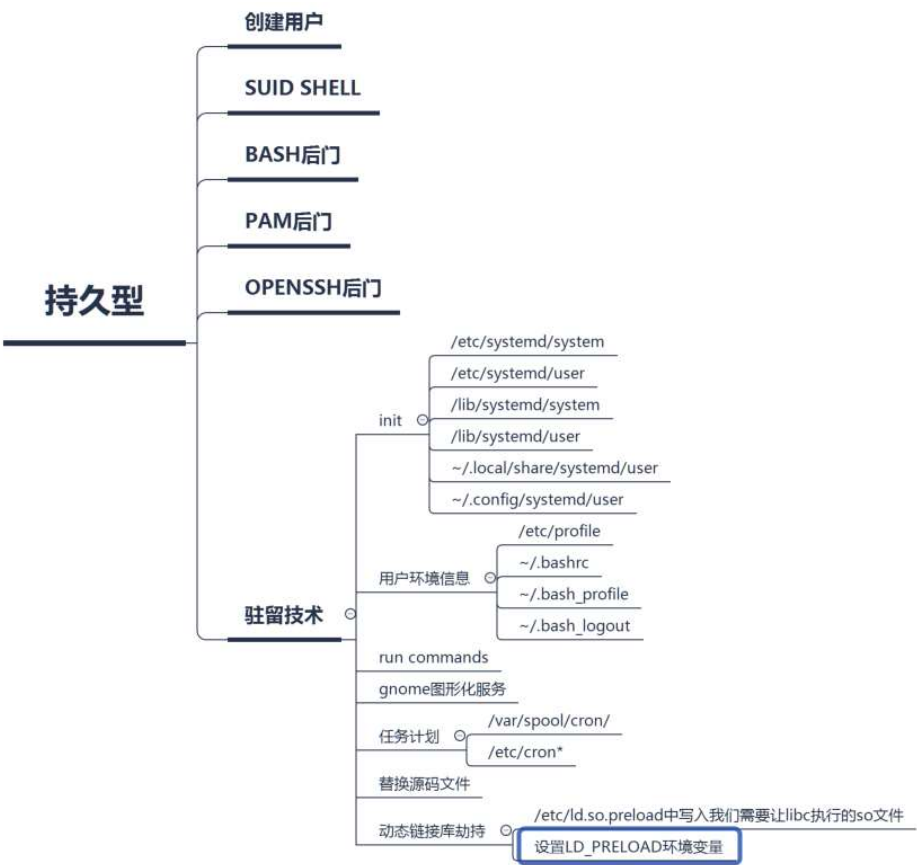 创建用户
SUID SHELL
BASH后门
PAM后门
持久型
OPENSSH后门
/etc/systemd/system
/etc/systemd/user
init
/lib/systemd/system
/lib/systemd/user
~/.local/share/systemd/user
~/.config/systemd/user
/etc/profile
用户环境信息
~/.bashrc
~/.bash_profile
驻留技术
~/.bash_logout
run commands
gnome图形化服务
任务计划
/var/spool/cron/
/etc/cron*
替换源码文件
动态链接库劫持
/etc/ld.so.preload中写入我们需要让libc执行的so文件
设置LD_PRELOAD环境变量